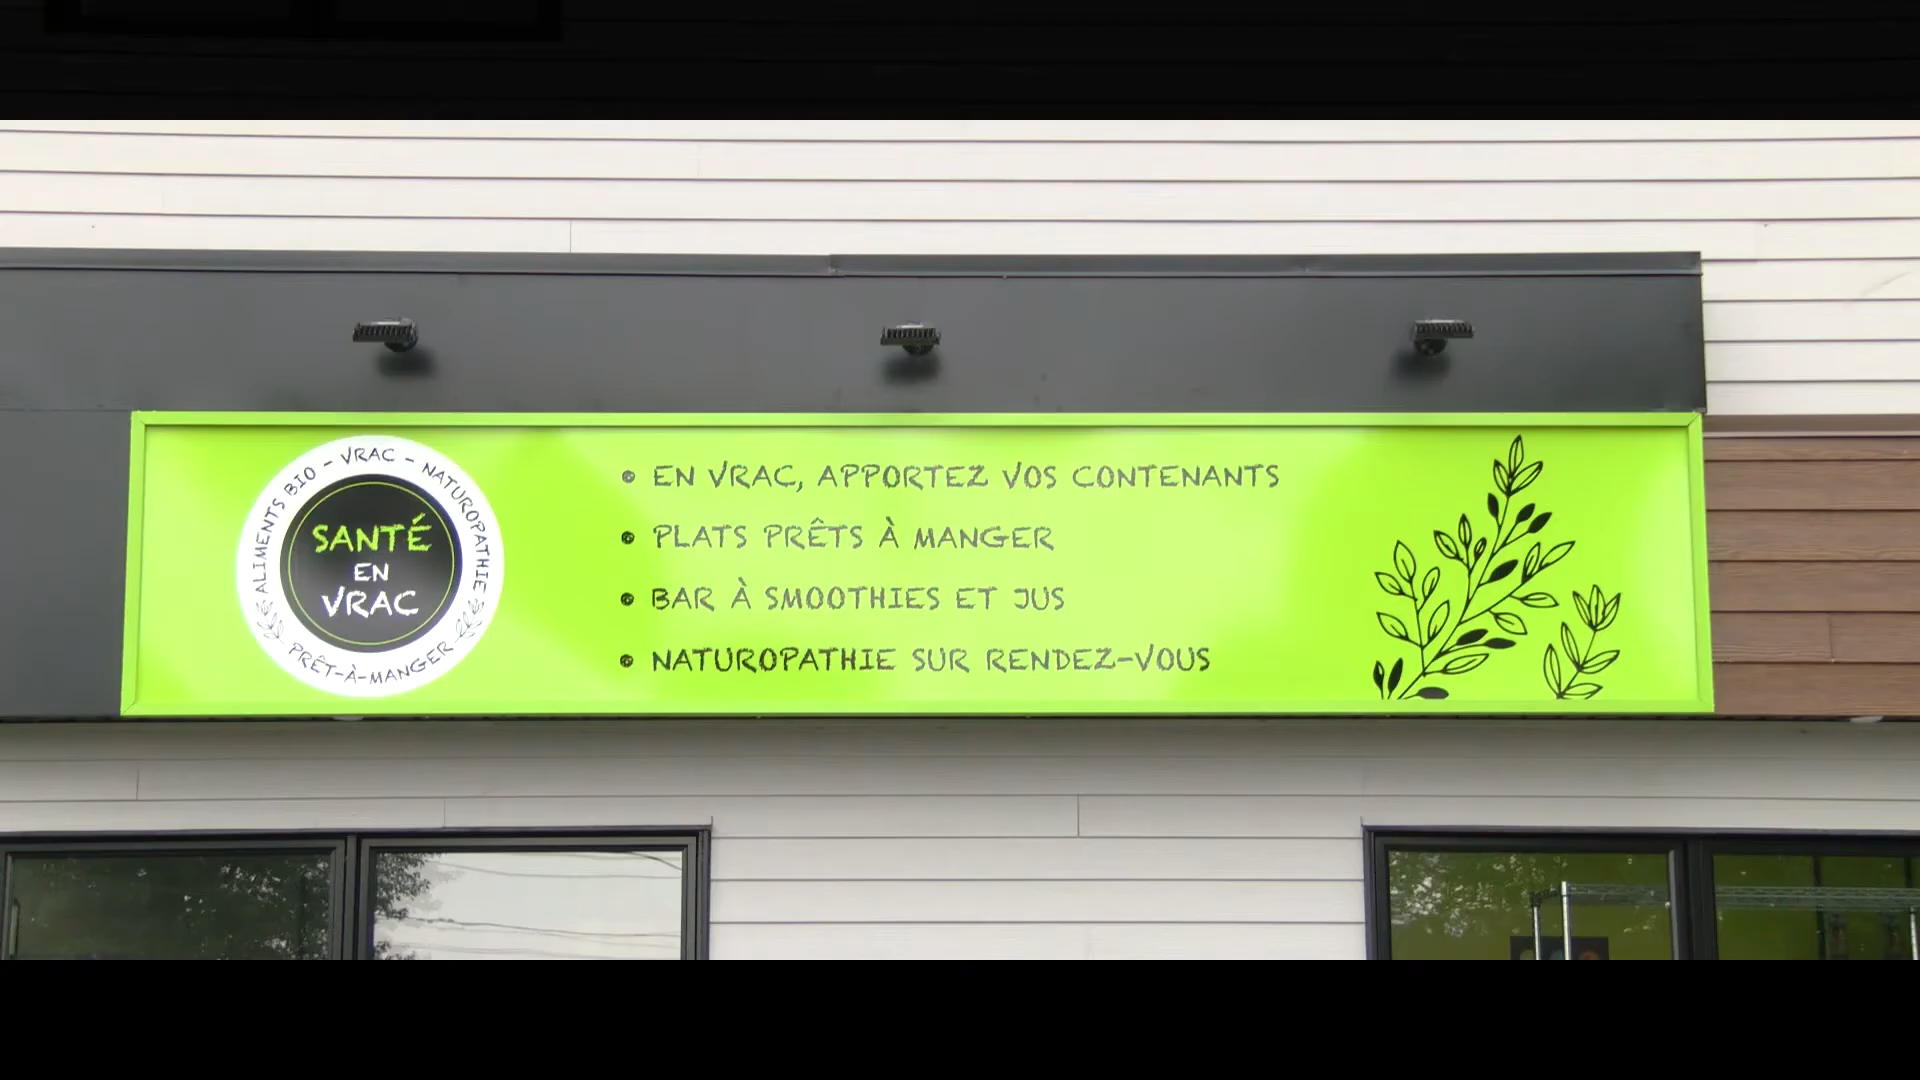 ALIMENTS BIO - VRAC - NATUROPATHIE
SANTÉ
EN
VRAC
PRÊT-À-MANGER
• EN VRAC, APPORTEZ VOS CONTENANTS
• PLATS PRÊTS À MANGER
• BAR À SMOOTHIES ET JUS
• NATUROPATHIE SUR RENDEZ-VOUS